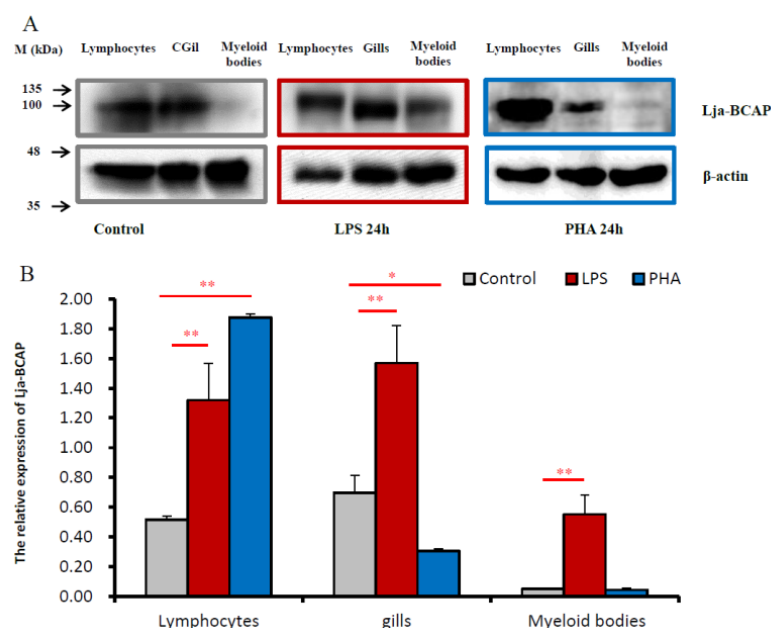 A
M (kDa) Lymphocytes CGil Myeloid bodies Lymphocytes Gills Myeloid bodies Lymphocytes Gills Myeloid bodies
135
100
Lja-BCAP
48
β-actin
35
Control LPS 24h PHA 24h
B
Control LPS PHA
The relative expression of Lja-BCAP
2.00
1.80
1.60
1.40
1.20
1.00
0.80
0.60
0.40
0.20
0.00
** ** * ** **
Lymphocytes gills Myeloid bodies